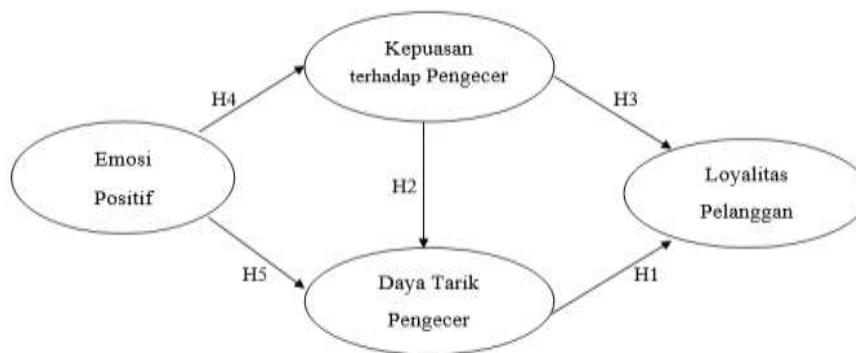 Kepuasan
terhadap Pengecer
H4
H3
Emosi
Positif
H2
Loyalitas
Pelanggan
H5
Daya Tarik
Pengecer
H1